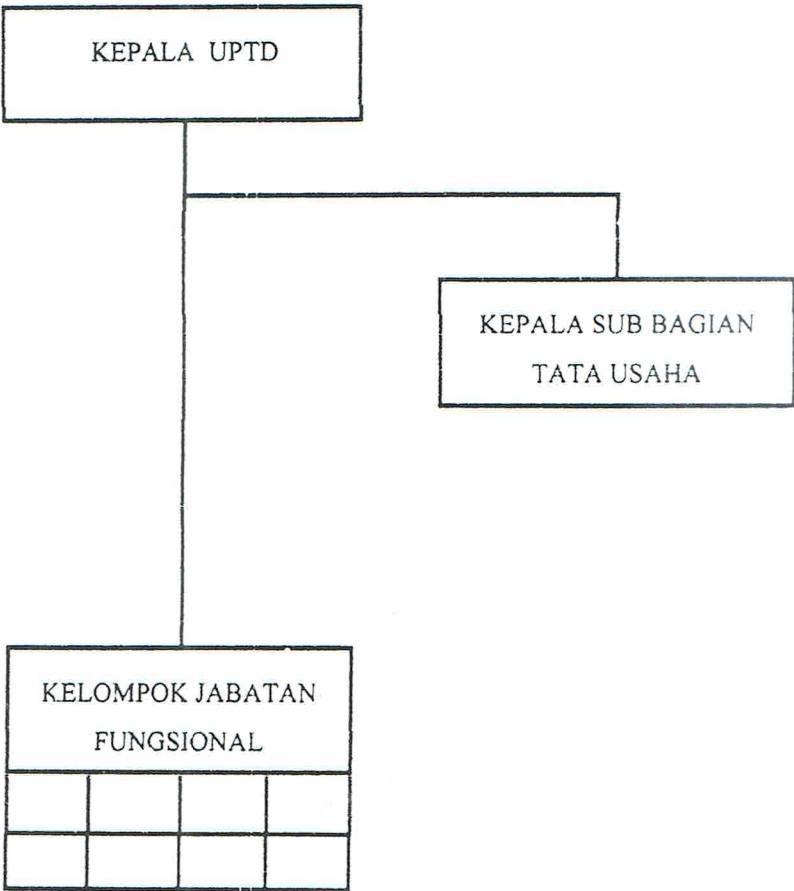 KEPALA UPTD
KEPALA SUB BAGIAN
TATA USAHA
KELOMPOK JABATAN
FUNGSIONAL